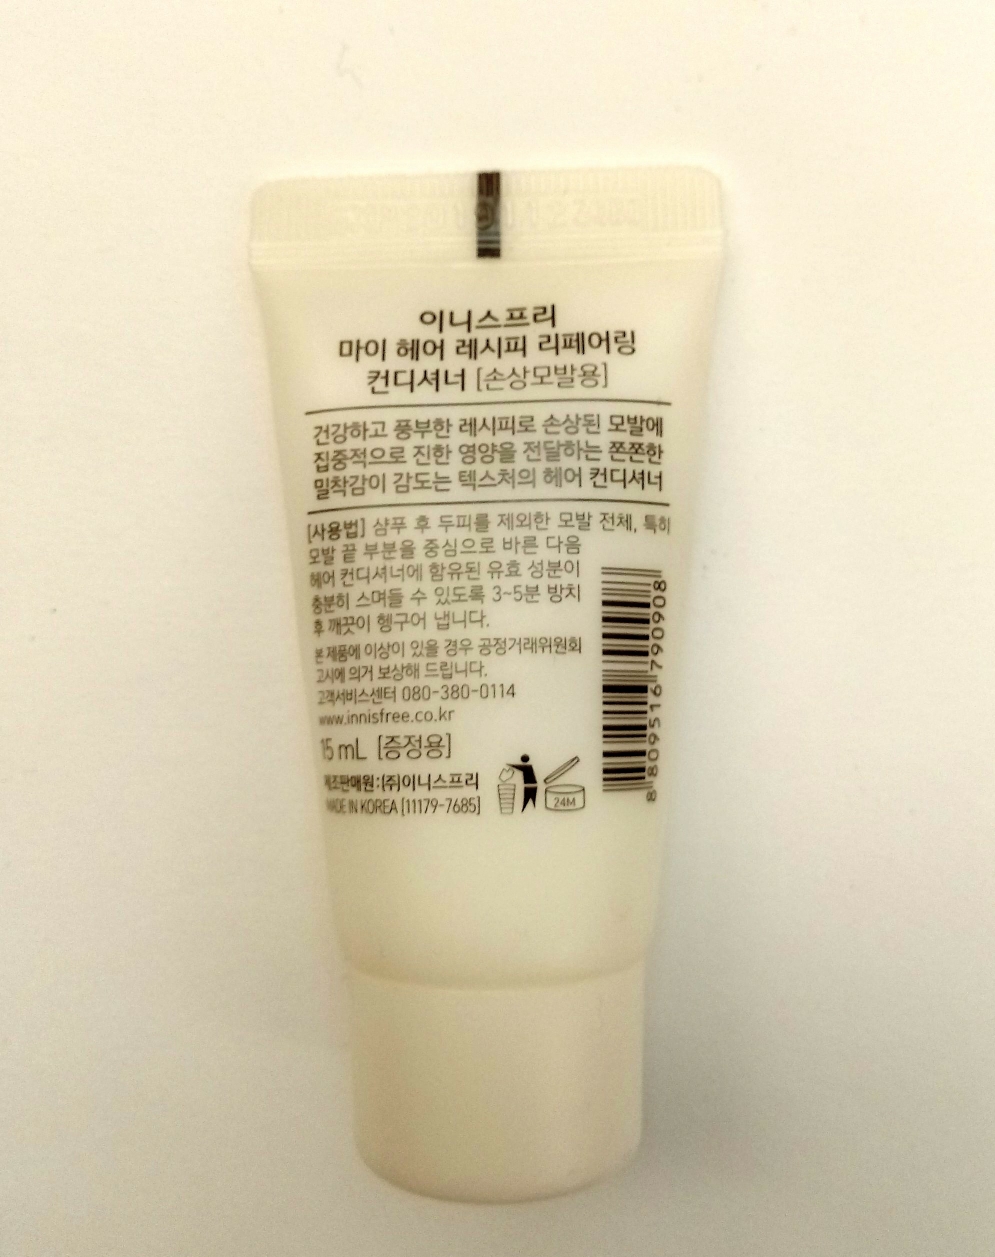 이니스프리
마이 헤어 레시피 리페어링
컨디셔너 [손상모발용]
건강하고 풍부한 레시피로 손상된 모발에
집중적으로 진한 영양을 전달하는 쫀쫀한
밀착감이 감도는 텍스처의 헤어 컨디셔너
[사용법] 샴푸 후 두피를 제외한 모발 전체, 특히
모발 끝 부분을 중심으로 바른 다음
헤어 컨디셔너에 함유된 유효 성분이
충분히 스며들 수 있도록 3~5분 방치
후 깨끗이 헹구어 냅니다.
본 제품에 이상이 있을 경우 공정거래위원회
고시에 의거 보상해 드립니다.
고객서비스센터 080-380-0114
www.innisfree.co.kr
15 mL [증정용]
제조판매원:(주)이니스프리
MADE IN KOREA [11179-7685]
24M
8 809516 790908